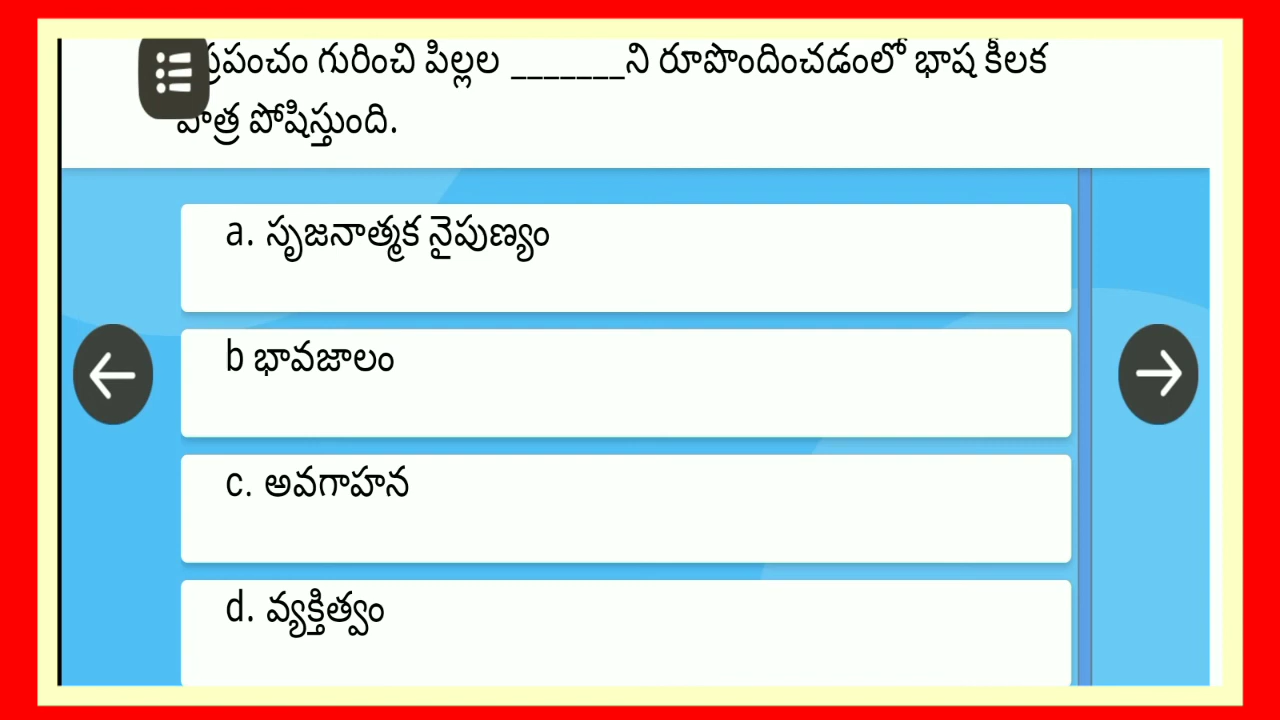 ప్రపంచం గురించి పిల్లల _______ని రూపొందించడంలో భాష కీలక
పాత్ర పోషిస్తుంది.
a. సృజనాత్మక నైపుణ్యం
b భావజాలం
c. అవగాహన
d. వ్యక్తిత్వం